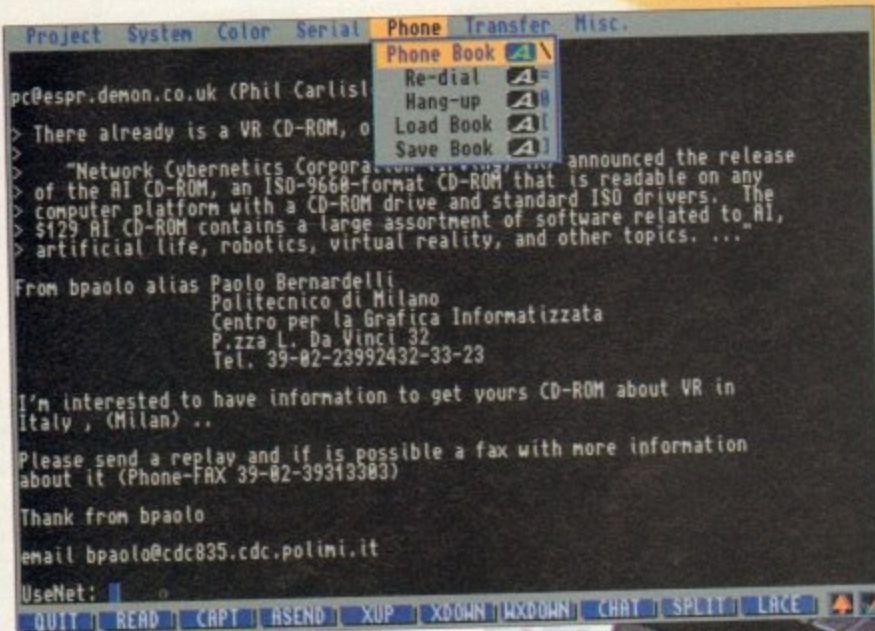 Project System Color Serial Phone Transfer Misc.
Phone Book A \
Re-dial A =
Hang-up A 0
Load Book A [
Save Book A ]
pc@espr.demon.co.uk (Phil Carlisl
> There already is a VR CD-ROM, o
>
> "Network Cybernetics announced the release
> of the AI CD-ROM, an ISO-9660-format CD-ROM that is readable on any
> computer platform with a CD-ROM drive and standard ISO drivers. The
> $129 AI CD-ROM contains a large assortment of software related to AI,
> artificial life, robotics, virtual reality, and other topics. ..."
From bpaolo alias Paolo Bernardelli
Politecnico di Milano
Centro per la Grafica Informatizzata
P.zza L. Da Vinci 32
Tel. 39-02-23992432-33-23
I'm interested to have information to get yours CD-ROM about VR in
Italy , (Milan) ..
Please send a replay and if is possible a fax with more information
about it (Phone-FAX 39-02-39313303)
Thank from bpaolo
email bpaolo@cdc835.cdc.polimi.it
UseNet:
QUIT READ CAPT ASEND XUP XDOWN WXDOWN CHAT SPLIT LACE